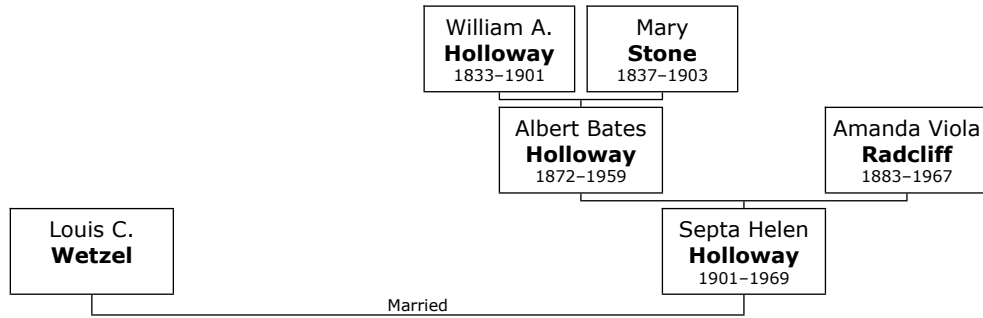 William A.
Holloway
1833–1901
Mary
Stone
1837–1903
Albert Bates
Holloway
1872–1959
Amanda Viola
Radcliff
1883–1967
Louis C.
Wetzel
Septa Helen
Holloway
1901–1969
Married